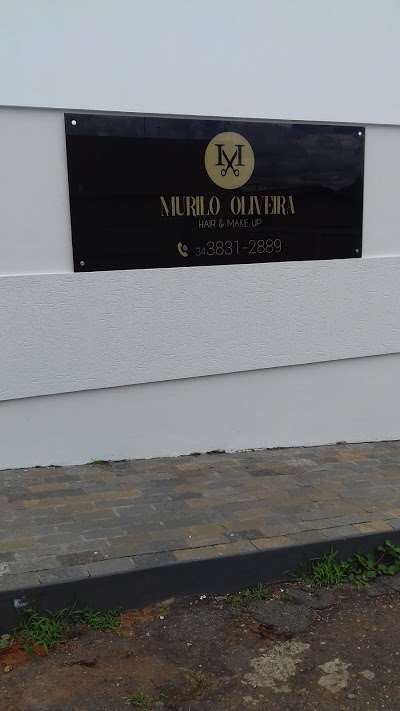 M
MURILO OLIVEIRA
HAIR & MAKE UP
34 3831-2889